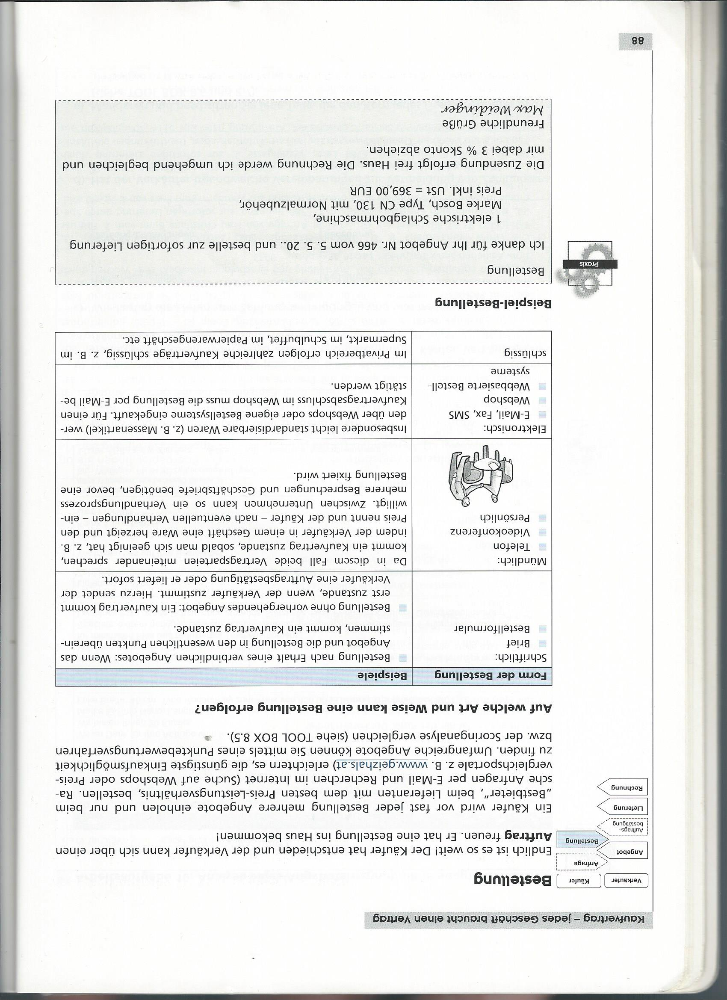 Kaufvertrag – jedes Geschäft braucht einen Vertrag
Verkäufer
Käufer
Anfrage
Angebot
Bestellung
Auftrags-
bestätigung
Lieferung
Rechnung
Bestellung
Endlich ist es so weit! Der Käufer hat entschieden und der Verkäufer kann sich über einen
Auftrag freuen. Er hat eine Bestellung ins Haus bekommen!
Ein Käufer wird vor fast jeder Bestellung mehrere Angebote einholen und nur beim
„Bestbieter“, beim Lieferanten mit dem besten Preis-Leistungsverhältnis, bestellen. Ra-
sche Anfragen per E-Mail und Recherchen im Internet (Suche auf Webshops oder Preis-
vergleichsportale z. B. www.geizhals.at) erleichtern es, die günstigste Einkaufsmöglichkeit
zu finden. Umfangreiche Angebote können Sie mittels eines Punktebewertungsverfahren
bzw. der Scoringanalyse vergleichen (siehe TOOL BOX 8.5).
Auf welche Art und Weise kann eine Bestellung erfolgen?
Form der Bestellung
Beispiele
Schriftlich:
Brief
Bestellformular
Bestellung nach Erhalt eines verbindlichen Angebotes: Wenn das
Angebot und die Bestellung in den wesentlichen Punkten überein-
stimmen, kommt ein Kaufvertrag zustande.
Bestellung ohne vorhergehendes Angebot: Ein Kaufvertrag kommt
erst zustande, wenn der Verkäufer zustimmt. Hierzu sendet der
Verkäufer eine Auftragsbestätigung oder er liefert sofort.
Mündlich:
Telefon
Videokonferenz
Persönlich
Da in diesem Fall beide Vertragsparteien miteinander sprechen,
kommt ein Kaufvertrag zustande, sobald man sich geeinigt hat, z. B.
indem der Verkäufer in einem Geschäft eine Ware herzeigt und den
Preis nennt und der Käufer – nach eventuellen Verhandlungen – ein-
willigt. Zwischen Unternehmen kann so ein Verhandlungsprozess
mehrere Besprechungen und Geschäftsbriefe benötigen, bevor eine
Bestellung fixiert wird.
Elektronisch:
E-Mail, Fax, SMS
Webshop
Webbasierte Bestell-
systeme
Insbesondere leicht standardisierbare Waren (z. B. Massenartikel) wer-
den über Webshops oder eigene Bestellsysteme eingekauft. Für einen
Kaufvertragsabschluss im Webshop muss die Bestellung per E-Mail be-
stätigt werden.
schlüssig
Im Privatbereich erfolgen zahlreiche Kaufverträge schlüssig, z. B. im
Supermarkt, im Schulbuffet, im Papierwarengeschäft etc.
Beispiel-Bestellung
Praxis
Bestellung
Ich danke für Ihr Angebot Nr. 466 vom 5. 5. 20.. und bestelle zur sofortigen Lieferung
1 elektrische Schlagbohrmaschine,
Marke Bosch, Type CN 130, mit Normalzubehör,
Preis inkl. USt = 369,00 EUR
Die Zusendung erfolgt frei Haus. Die Rechnung werde ich umgehend begleichen und
mir dabei 3 % Skonto abziehen.
Freundliche Grüße
Max Weidinger
88